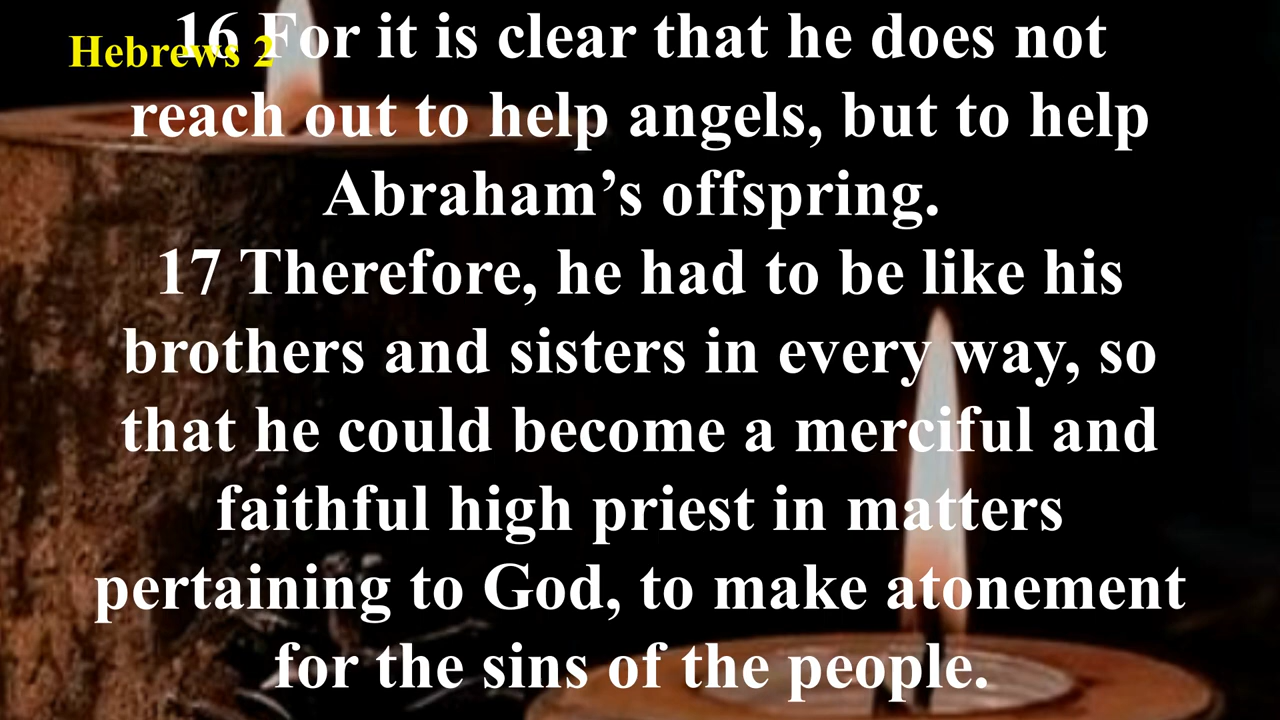 Hebrews 2
16 For it is clear that he does not
reach out to help angels, but to help
Abraham’s offspring.
17 Therefore, he had to be like his
brothers and sisters in every way, so
that he could become a merciful and
faithful high priest in matters
pertaining to God, to make atonement
for the sins of the people.